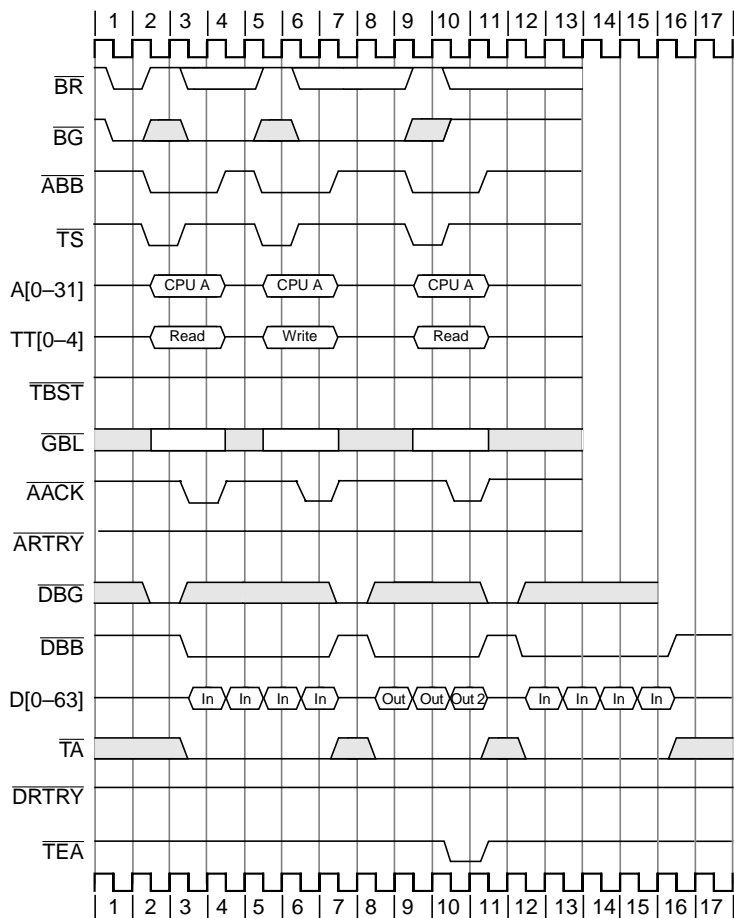 1 2 3 4 5 6 7 8 9 10 11 12 13 14 15 16 17
BR
BG
ABB
TS
A[0–31] CPU A CPU A CPU A
TT[0–4] Read Write Read
TBST
GBL
AACK
ARTRY
DBG
DBB
D[0–63] In In In In Out Out Out 2 In In In In
TA
DRTRY
TEA
1 2 3 4 5 6 7 8 9 10 11 12 13 14 15 16 17